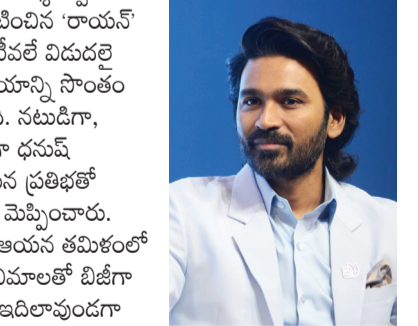 టించిన ‘రాయన్’
ీవలే విడుదలై
యాన్ని సొంతం
ది. నటుడిగా,
ధనుష్
న ప్రతిభతో
మెప్పించారు.
ఆయన తమిళంలో
నిమాలతో బిజీగా
ఇదిలావుండగా